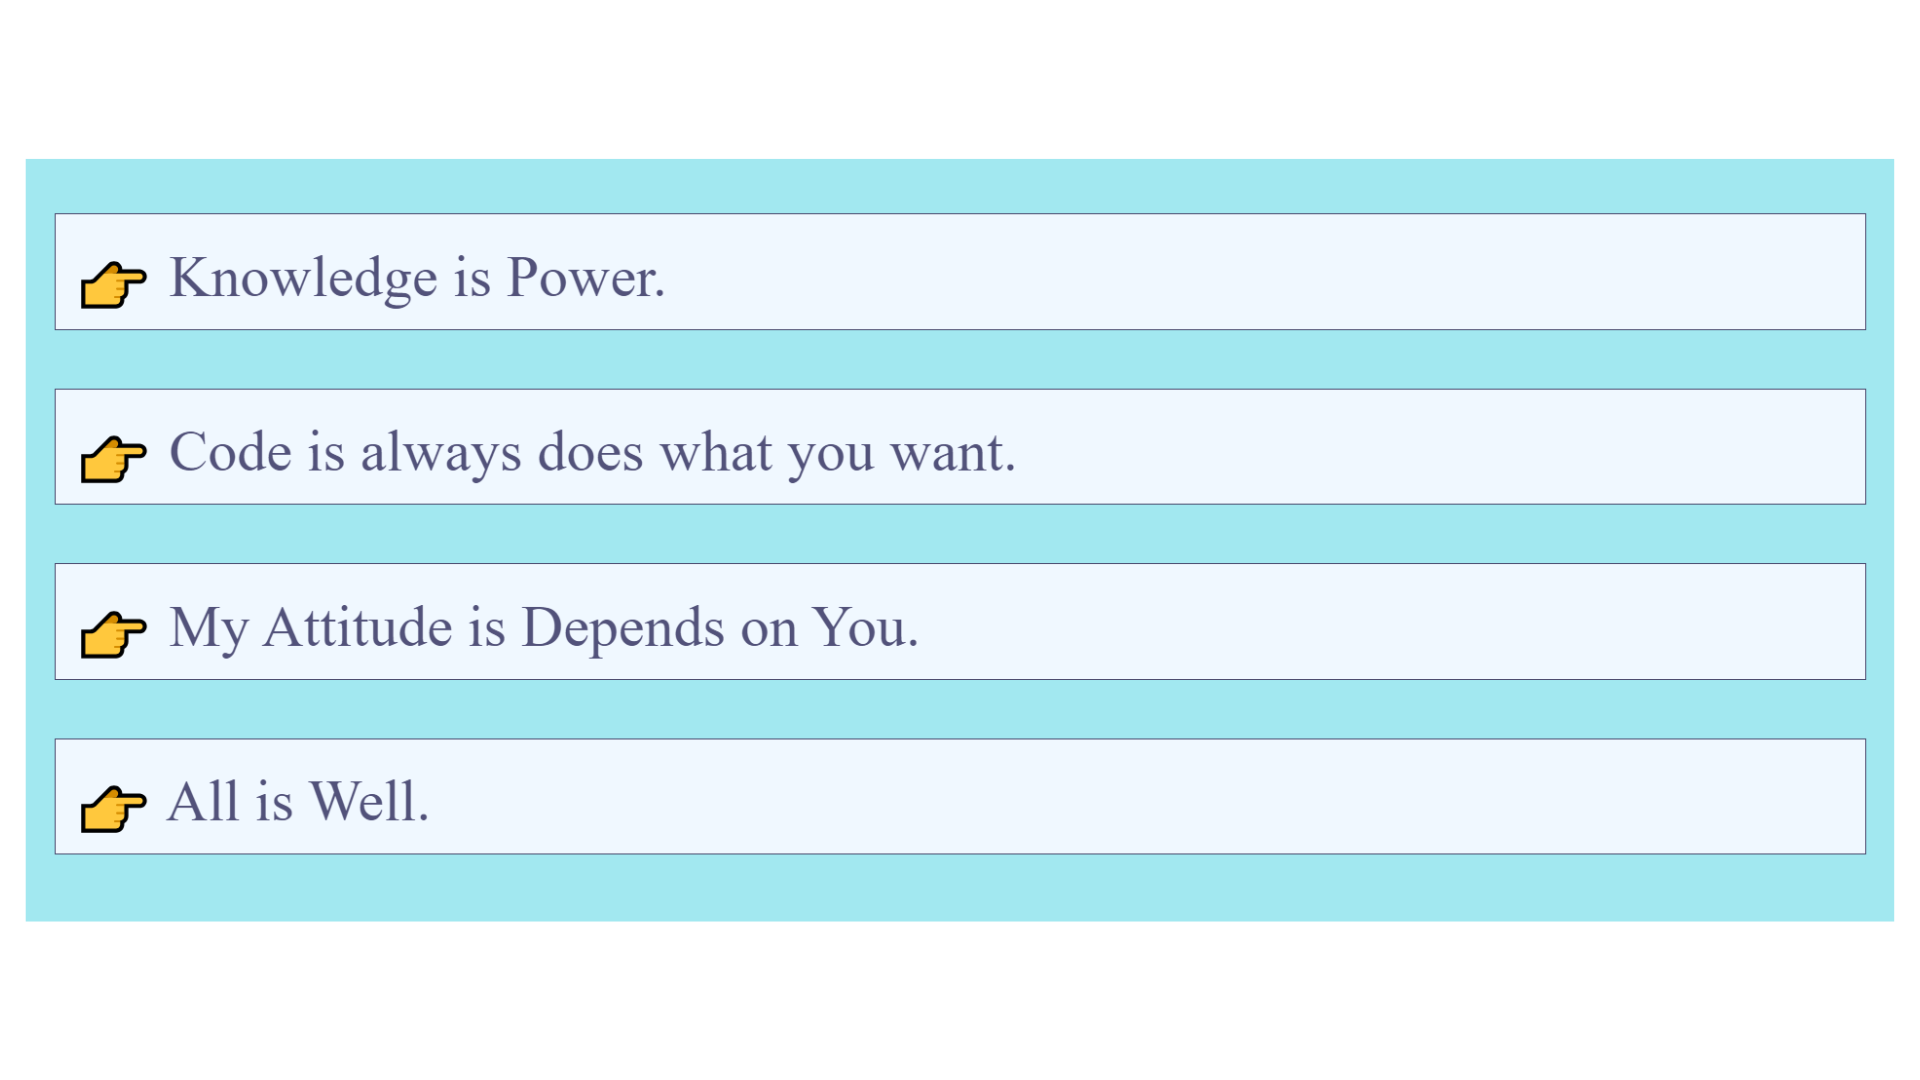 👉 Knowledge is Power.
👉 Code is always does what you want.
👉 My Attitude is Depends on You.
👉 All is Well.